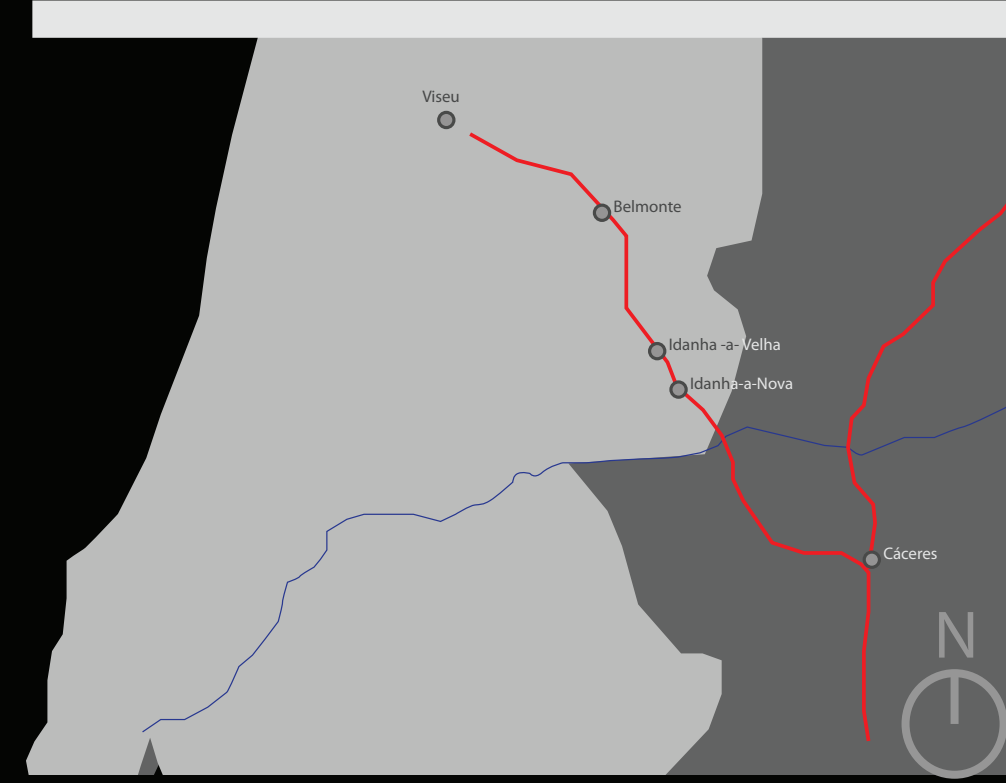 Viseu
Belmonte
Idanha -a- Velha
Idanha-a-Nova
Cáceres
N